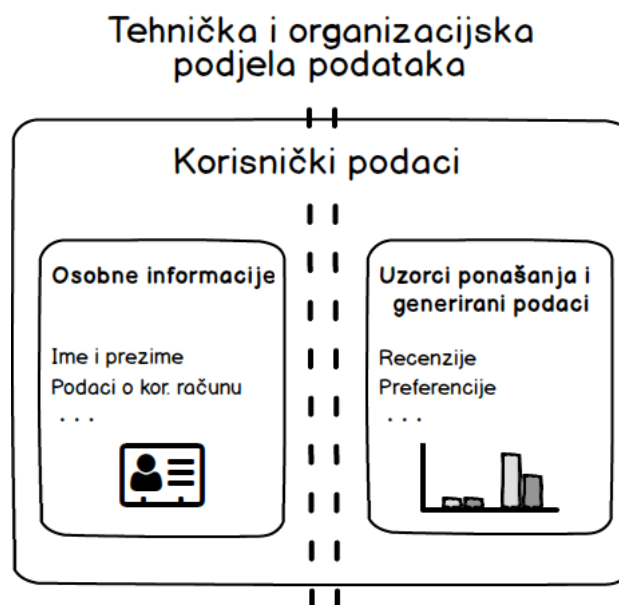 Tehnička i organizacijska
podjela podataka
Korisnički podaci
Osobne informacije
Ime i prezime
Podaci o kor. računu
. . .
Uzorci ponašanja i
generirani podaci
Recenzije
Preferencije
. . .